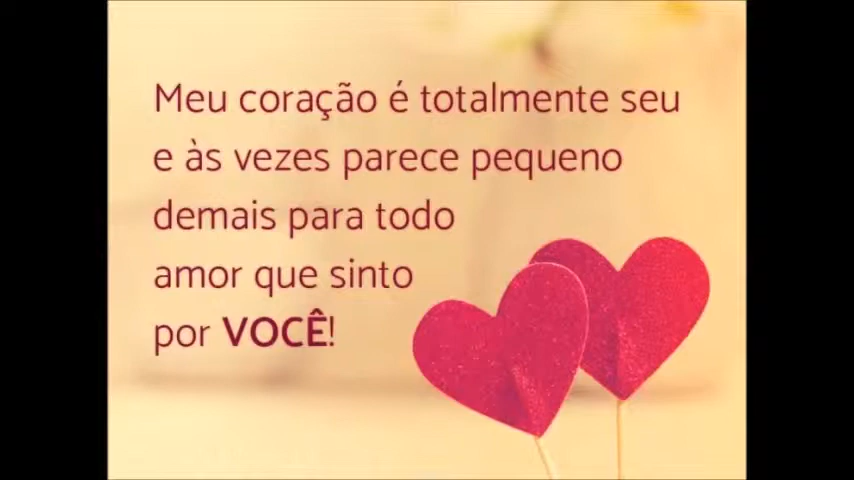 Meu coração é totalmente seu
e às vezes parece pequeno
demais para todo
amor que sinto
por VOCÊ!